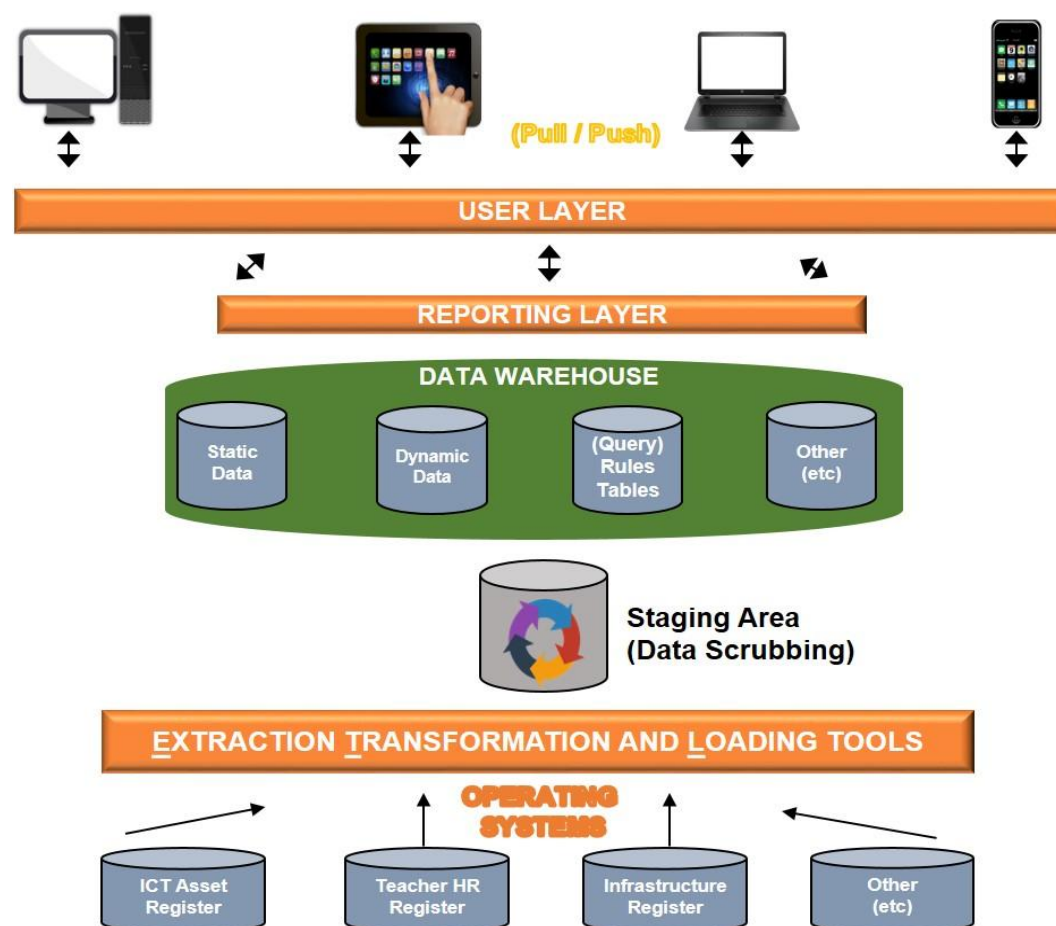 (Pull / Push)
USER LAYER
REPORTING LAYER
DATA WAREHOUSE
Static
Data
Dynamic
Data
(Query)
Rules
Tables
Other
(etc)
Staging Area
(Data Scrubbing)
EXTRACTION TRANSFORMATION AND LOADING TOOLS
OPERATING
SYSTEMS
ICT Asset
Register
Teacher HR
Register
Infrastructure
Register
Other
(etc)